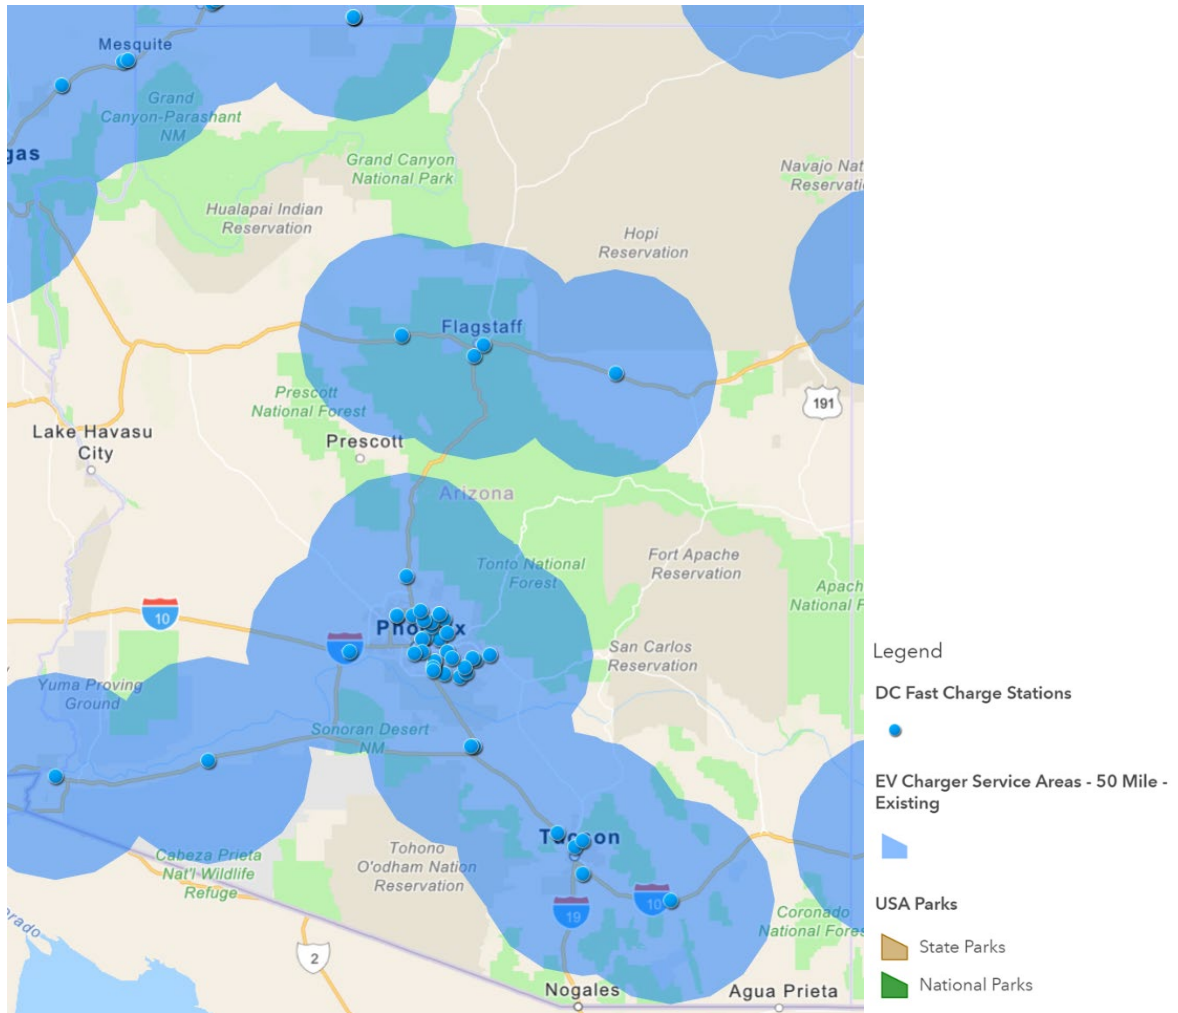 Mesquite
Grand
Canyon-Parashant
NM
gas
Grand Canyon
National Park
Navajo Nat
Reservati
Hualapai Indian
Reservation
Hopi
Reservation
Flagstaff
Prescott
National Forest
191
Lake Havasu
City
Prescott
Arizona
Tonto National
Forest
Fort Apache
Reservation
Apach
National F
10
Pho x
San Carlos
Reservation
Yuma Proving
Ground
Sonoran Desert
NM
Tucson
Cabeza Prieta
Nat'l Wildlife
Refuge
Tohono
O'odham Nation
Reservation
10
19
Coronado
National Fores
orado
2
Nogales
Agua Prieta
Legend
DC Fast Charge Stations
EV Charger Service Areas - 50 Mile -
Existing
USA Parks
State Parks
National Parks